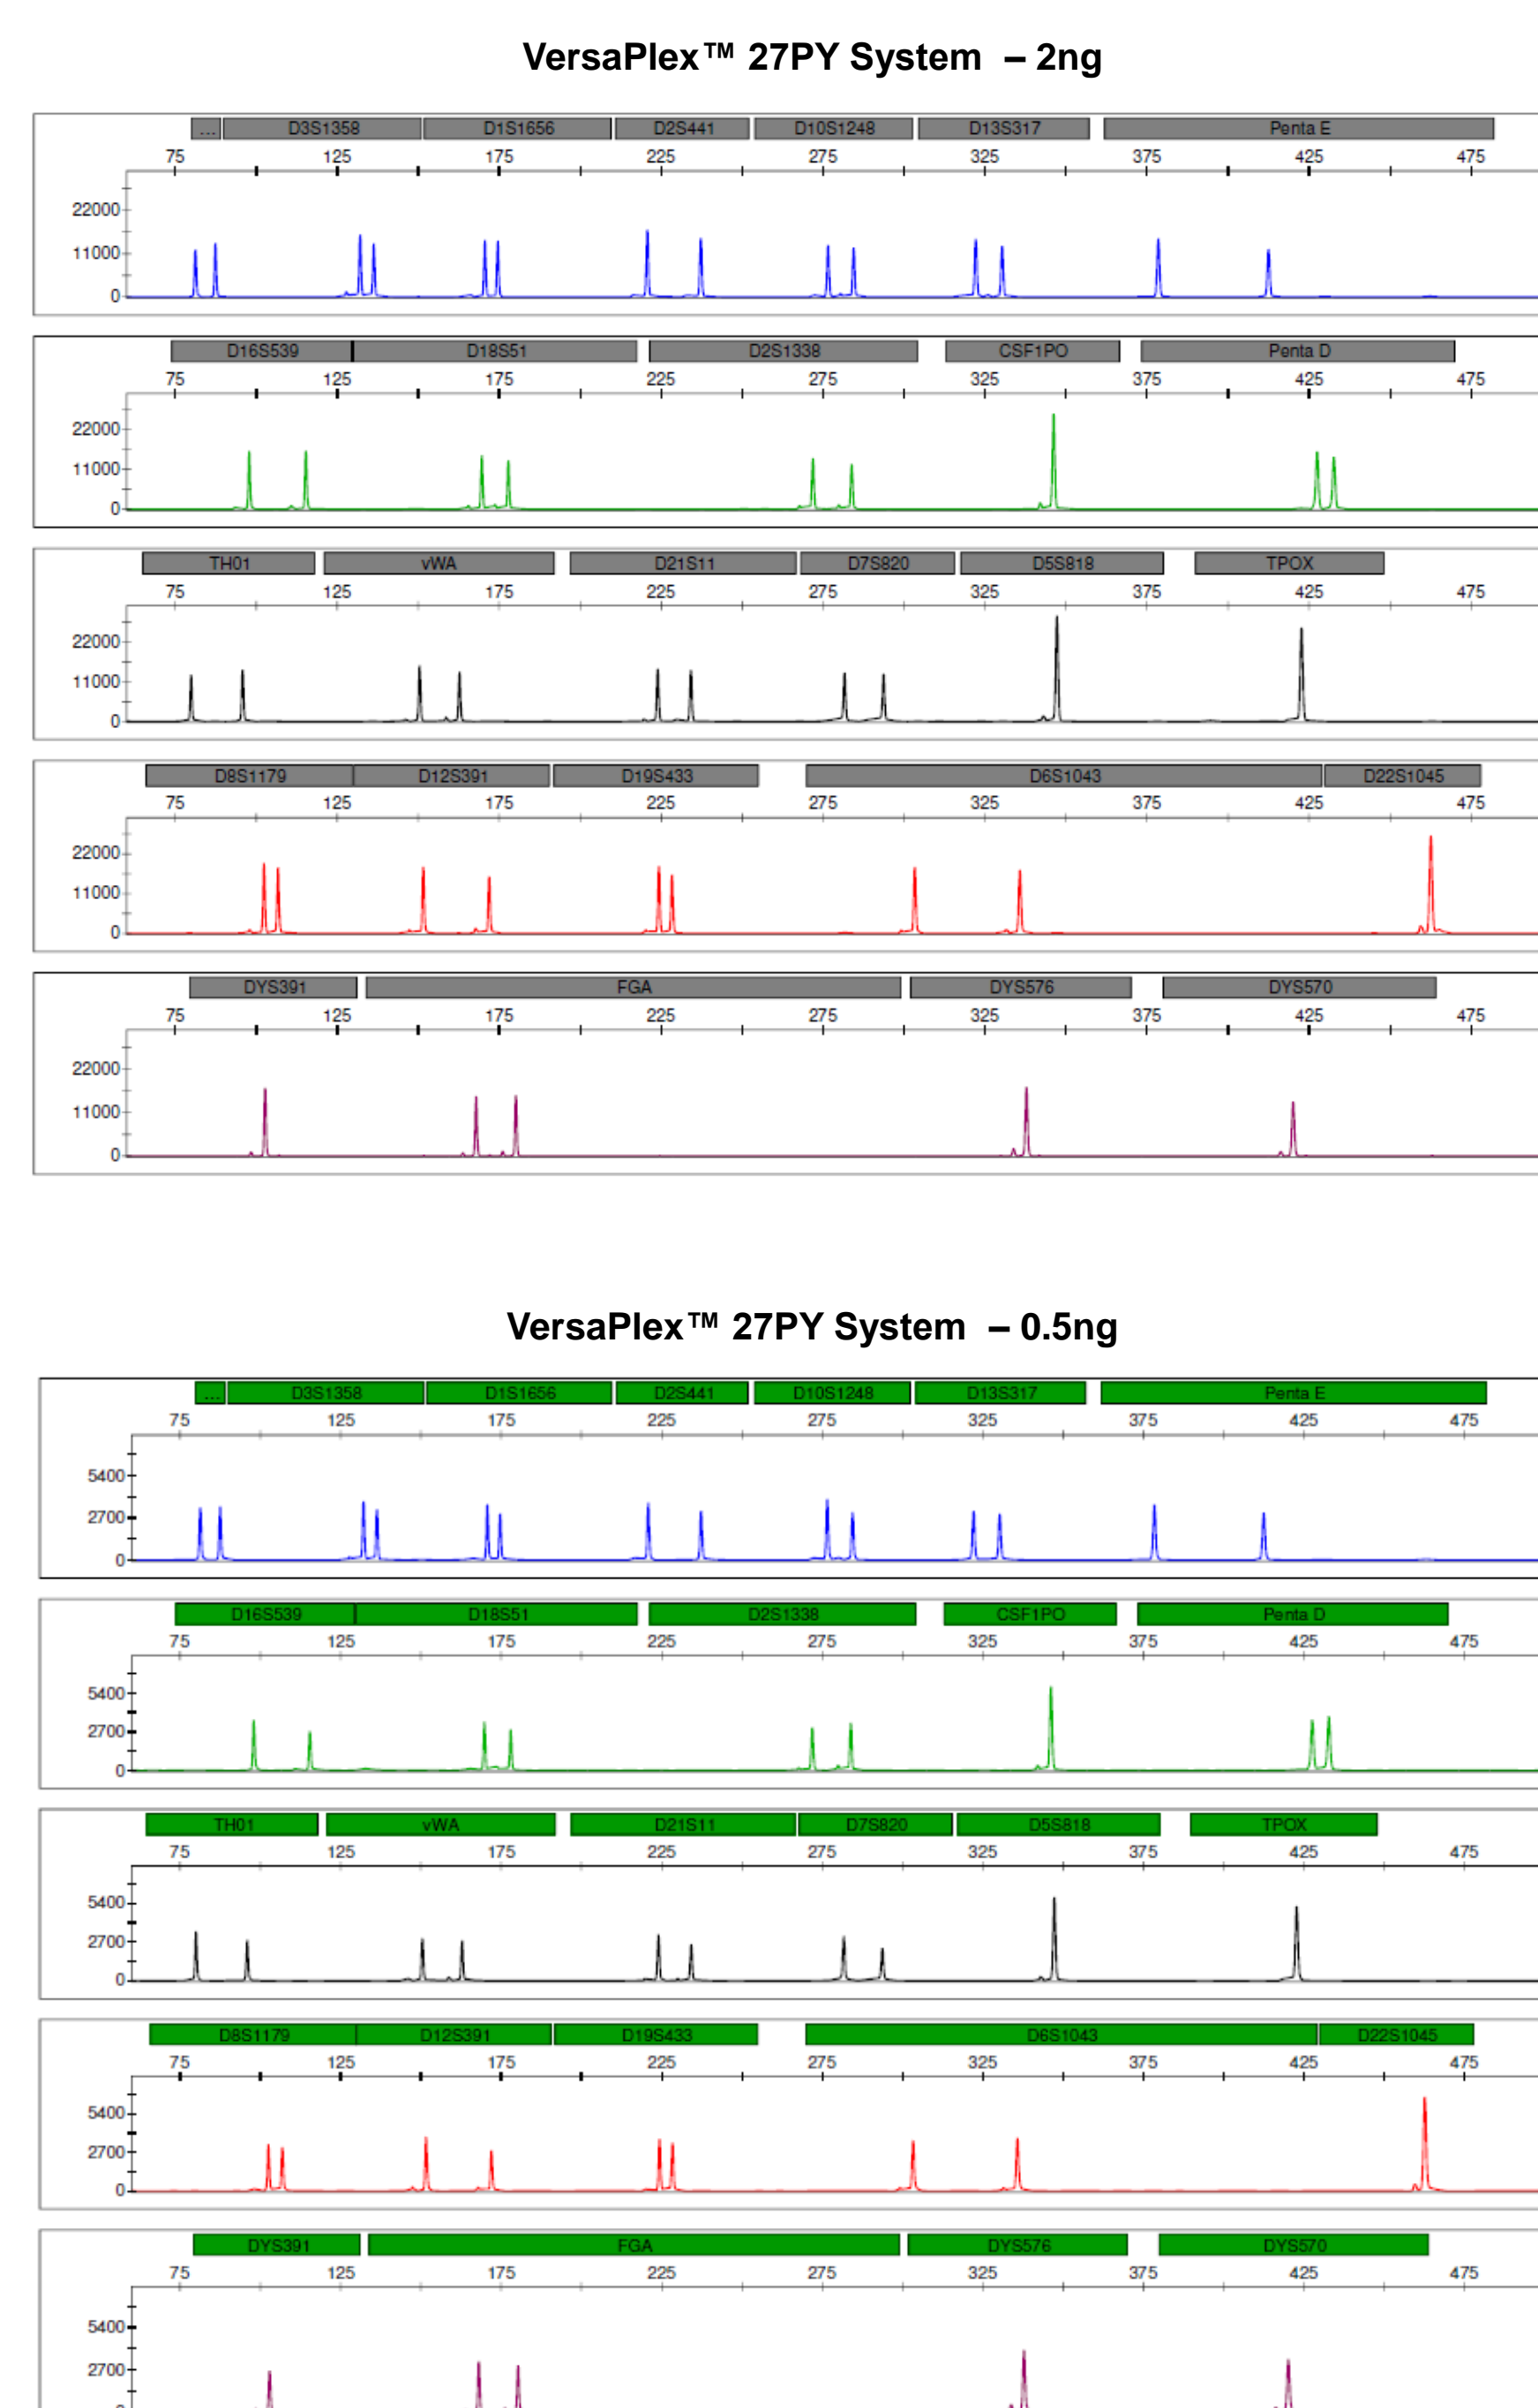 VersaPlex™ 27PY System – 2ng
... D3S1358 D1S1656 D2S441 D10S1248 D13S317 Penta E
75 125 175 225 275 325 375 425 475
22000
11000
0
D16S539 D18S51 D2S1338 CSF1PO Penta D
75 125 175 225 275 325 375 425 475
22000
11000
0
TH01 vWA D21S11 D7S820 D5S818 TPOX
75 125 175 225 275 325 375 425 475
22000
11000
0
D8S1179 D12S391 D19S433 D6S1043 D22S1045
75 125 175 225 275 325 375 425 475
22000
11000
0
DYS391 FGA DYS576 DYS570
75 125 175 225 275 325 375 425 475
22000
11000
0
VersaPlex™ 27PY System – 0.5ng
... D3S1358 D1S1656 D2S441 D10S1248 D13S317 Penta E
75 125 175 225 275 325 375 425 475
5400
2700
0
D16S539 D18S51 D2S1338 CSF1PO Penta D
75 125 175 225 275 325 375 425 475
5400
2700
0
TH01 vWA D21S11 D7S820 D5S818 TPOX
75 125 175 225 275 325 375 425 475
5400
2700
0
D8S1179 D12S391 D19S433 D6S1043 D22S1045
75 125 175 225 275 325 375 425 475
5400
2700
0
DYS391 FGA DYS576 DYS570
75 125 175 225 275 325 375 425 475
5400
2700